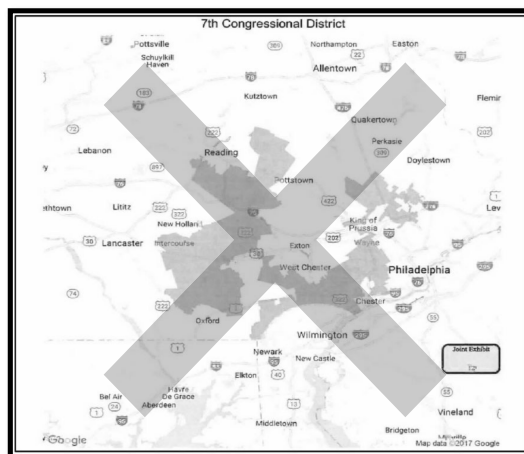 7th Congressional District
Pottsville
Northampton
Easton
Schuylkill
Haven
Allentown
Kutztown
Flemin
Quakertown
Perkasie
Lebanon
Reading
Doylestown
Pottstown
Lititz
New Holland
King of
Prussia
Lancaster
Intercourse
Exton
Wayne
West Chester
Philadelphia
Chester
Oxford
Wilmington
Newark
New Castle
Joint Exhibit
Elkton
Bel Air
Havre
De Grace
Aberdeen
Vineland
Middletown
Bridgeton
Millville
Google
Map data ©2017 Google